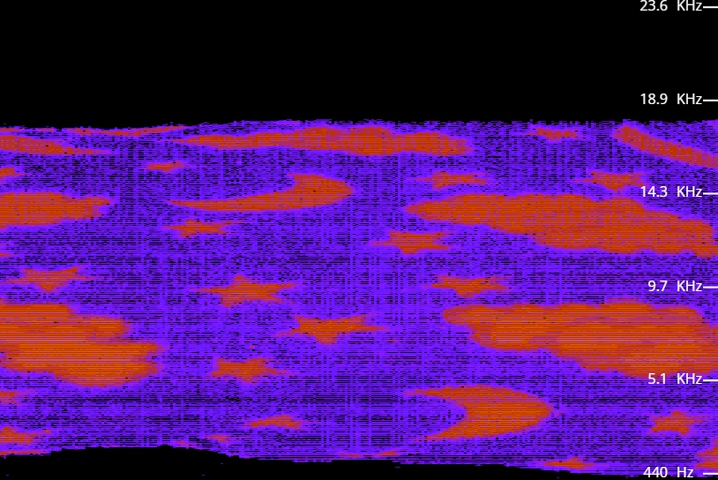 23.6 KHz
18.9 KHz
14.3 KHz
9.7 KHz
5.1 KHz
440 Hz